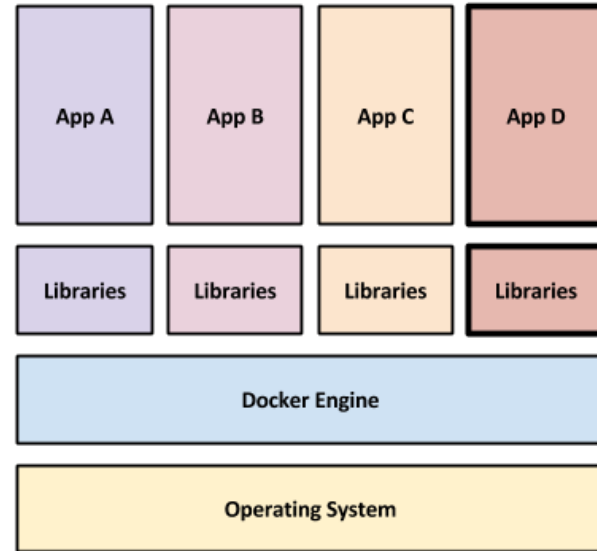 App A
App B
App C
App D
Libraries
Libraries
Libraries
Libraries
Docker Engine
Operating System